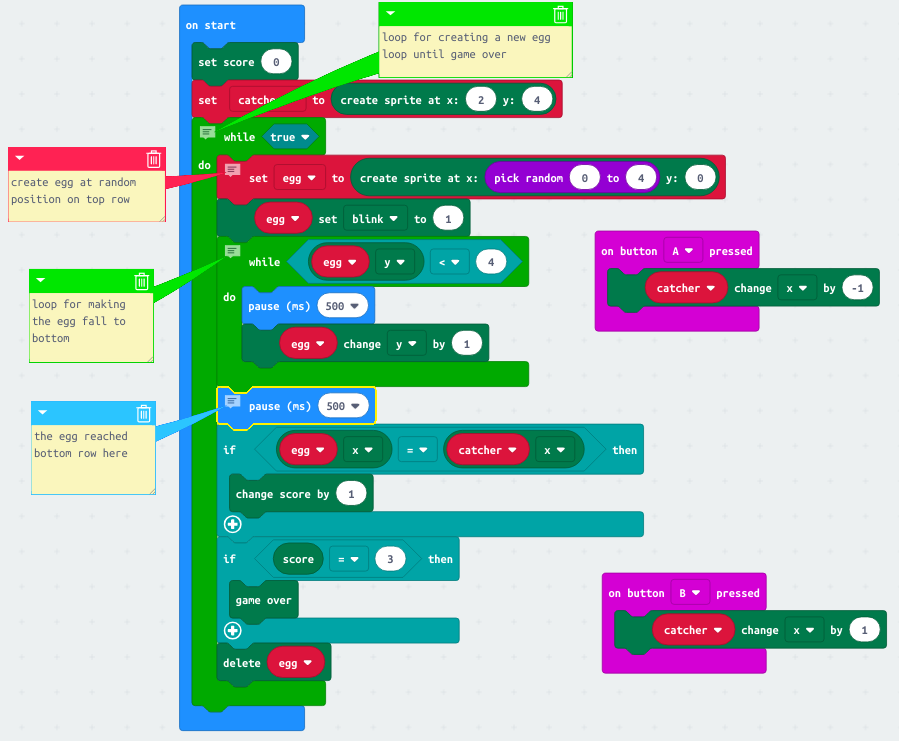 on start
loop for creating a new egg
loop until game over
set score 0
set catcher to create sprite at x: 2 y: 4
while true
create egg at random
position on top row
do set egg to create sprite at x: pick random 0 to 4 y: 0
egg set blink to 1
while egg y < 4
loop for making
the egg fall to
bottom
do
pause (ms) 500
egg change y by 1
pause (ms) 500
the egg reached
bottom row here
if egg x = catcher x then
change score by 1
if score = 3 then
game over
delete egg
on button A pressed
catcher change x by -1
on button B pressed
catcher change x by 1